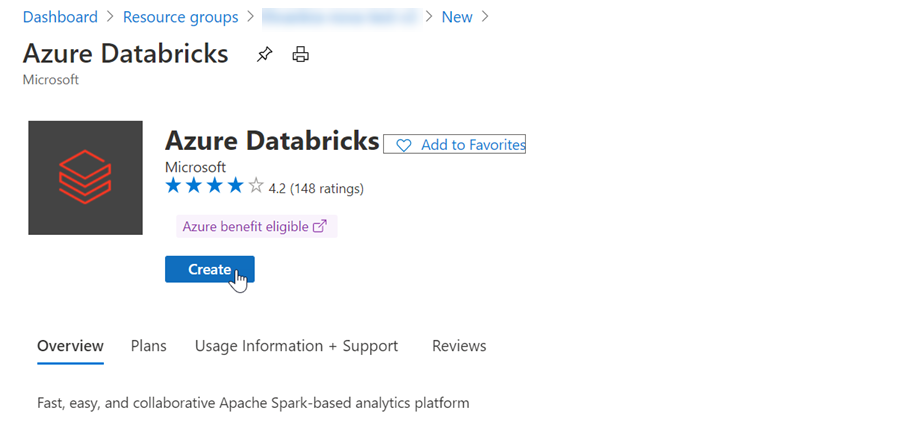 Dashboard > Resource groups > > New >
Azure Databricks
Microsoft
Azure Databricks Add to Favorites
Microsoft
4.2 (148 ratings)
Azure benefit eligible
Create
Overview Plans Usage Information + Support Reviews
Fast, easy, and collaborative Apache Spark-based analytics platform